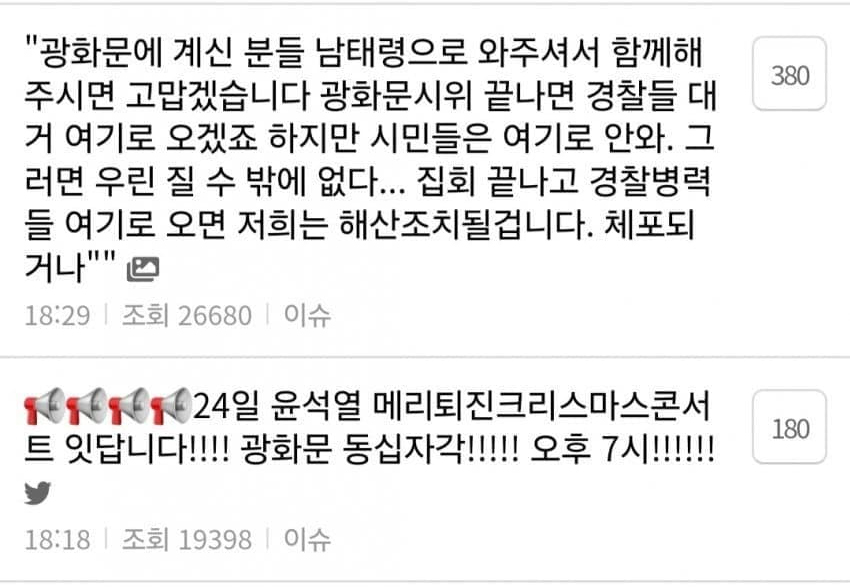 "광화문에 계신 분들 남태령으로 와주셔서 함께해
주시면 고맙겠습니다 광화문시위 끝나면 경찰들 대
거 여기로 오겠죠 하지만 시민들은 여기로 안와. 그
러면 우린 질 수 밖에 없다... 집회 끝나고 경찰병력
들 여기로 오면 저희는 해산조치될겁니다. 체포되
거나""
380
18:29 | 조회 26680 | 이슈
📢📢📢📢24일 윤석열 메리퇴진크리스마스콘서
트 잇답니다!!!! 광화문 동십자각!!!!! 오후 7시!!!!!!
180
18:18 | 조회 19398 | 이슈